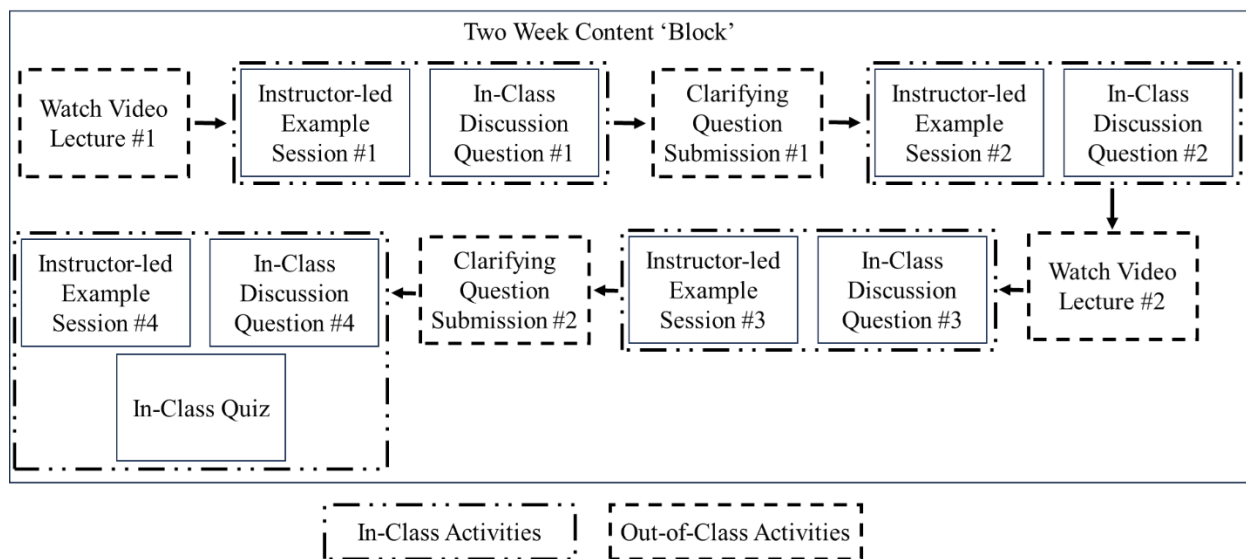 Two Week Content ‘Block’
Watch Video
Lecture #1
Instructor-led
Example
Session #1
In-Class
Discussion
Question #1
Clarifying
Question
Submission #1
Instructor-led
Example
Session #2
In-Class
Discussion
Question #2
Watch Video
Lecture #2
In-Class
Discussion
Question #3
Instructor-led
Example
Session #3
Clarifying
Question
Submission #2
In-Class
Discussion
Question #4
Instructor-led
Example
Session #4
In-Class Quiz
In-Class Activities
Out-of-Class Activities